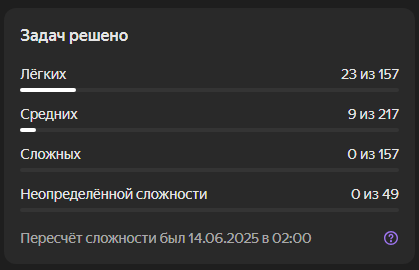 Задач решено
Лёгких 23 из 157
Средних 9 из 217
Сложных 0 из 157
Неопределённой сложности 0 из 49
Пересчёт сложности был 14.06.2025 в 02:00 ?